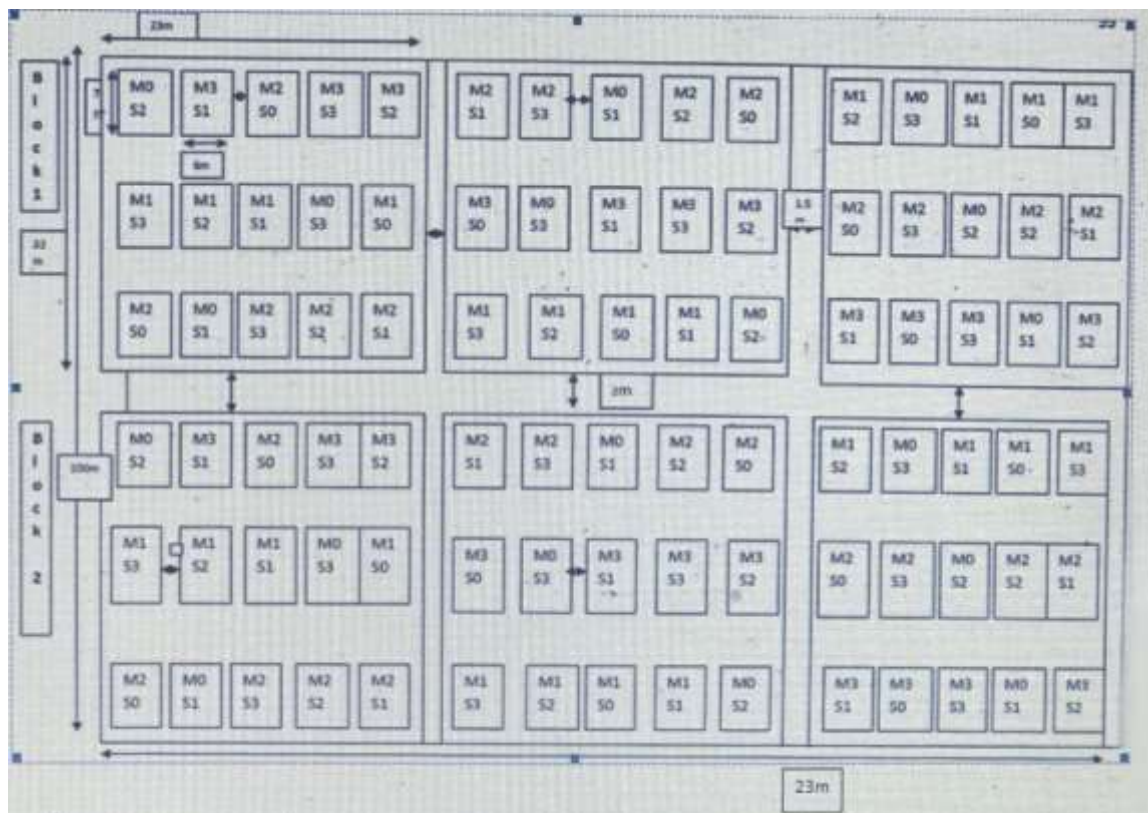 23m
Block1
M0 M3 M2 M3 M3
S2 S1 S0 S3 S2
M2 M2 M0 M2 M2
S1 S3 S1 S2 S0
M1 M0 M1 M1 M1
S2 S3 S1 S0 S3
6m
M1 M1 M1 M0 M1
S3 S2 S1 S3 S0
M3 M0 M3 M3 M3
S0 S3 S1 S3 S2
1.5
m
M2 M2 M0 M2 M2
S0 S3 S2 S2 S1
32
m
M2 M0 M2 M2 M2
S0 S1 S3 S2 S1
M1 M1 M1 M1 M0
S3 S2 S0 S1 S2
M3 M3 M3 M0 M3
S1 S0 S3 S1 S2
2m
Block 2
100m
M0 M3 M2 M3 M3
S2 S1 S0 S3 S2
M2 M2 M0 M2 M2
S1 S3 S1 S2 S0
M1 M0 M1 M1 M1
S2 S3 S1 S0 S3
M1 M1 M1 M0 M1
S3 S2 S1 S3 S0
M3 M0 M3 M3 M3
S0 S3 S1 S3 S2
M2 M2 M0 M2 M2
S0 S3 S2 S2 S1
M2 M0 M2 M2 M2
S0 S1 S3 S2 S1
M1 M1 M1 M1 M0
S3 S2 S0 S1 S2
M3 M3 M3 M0 M3
S1 S0 S3 S1 S2
23m